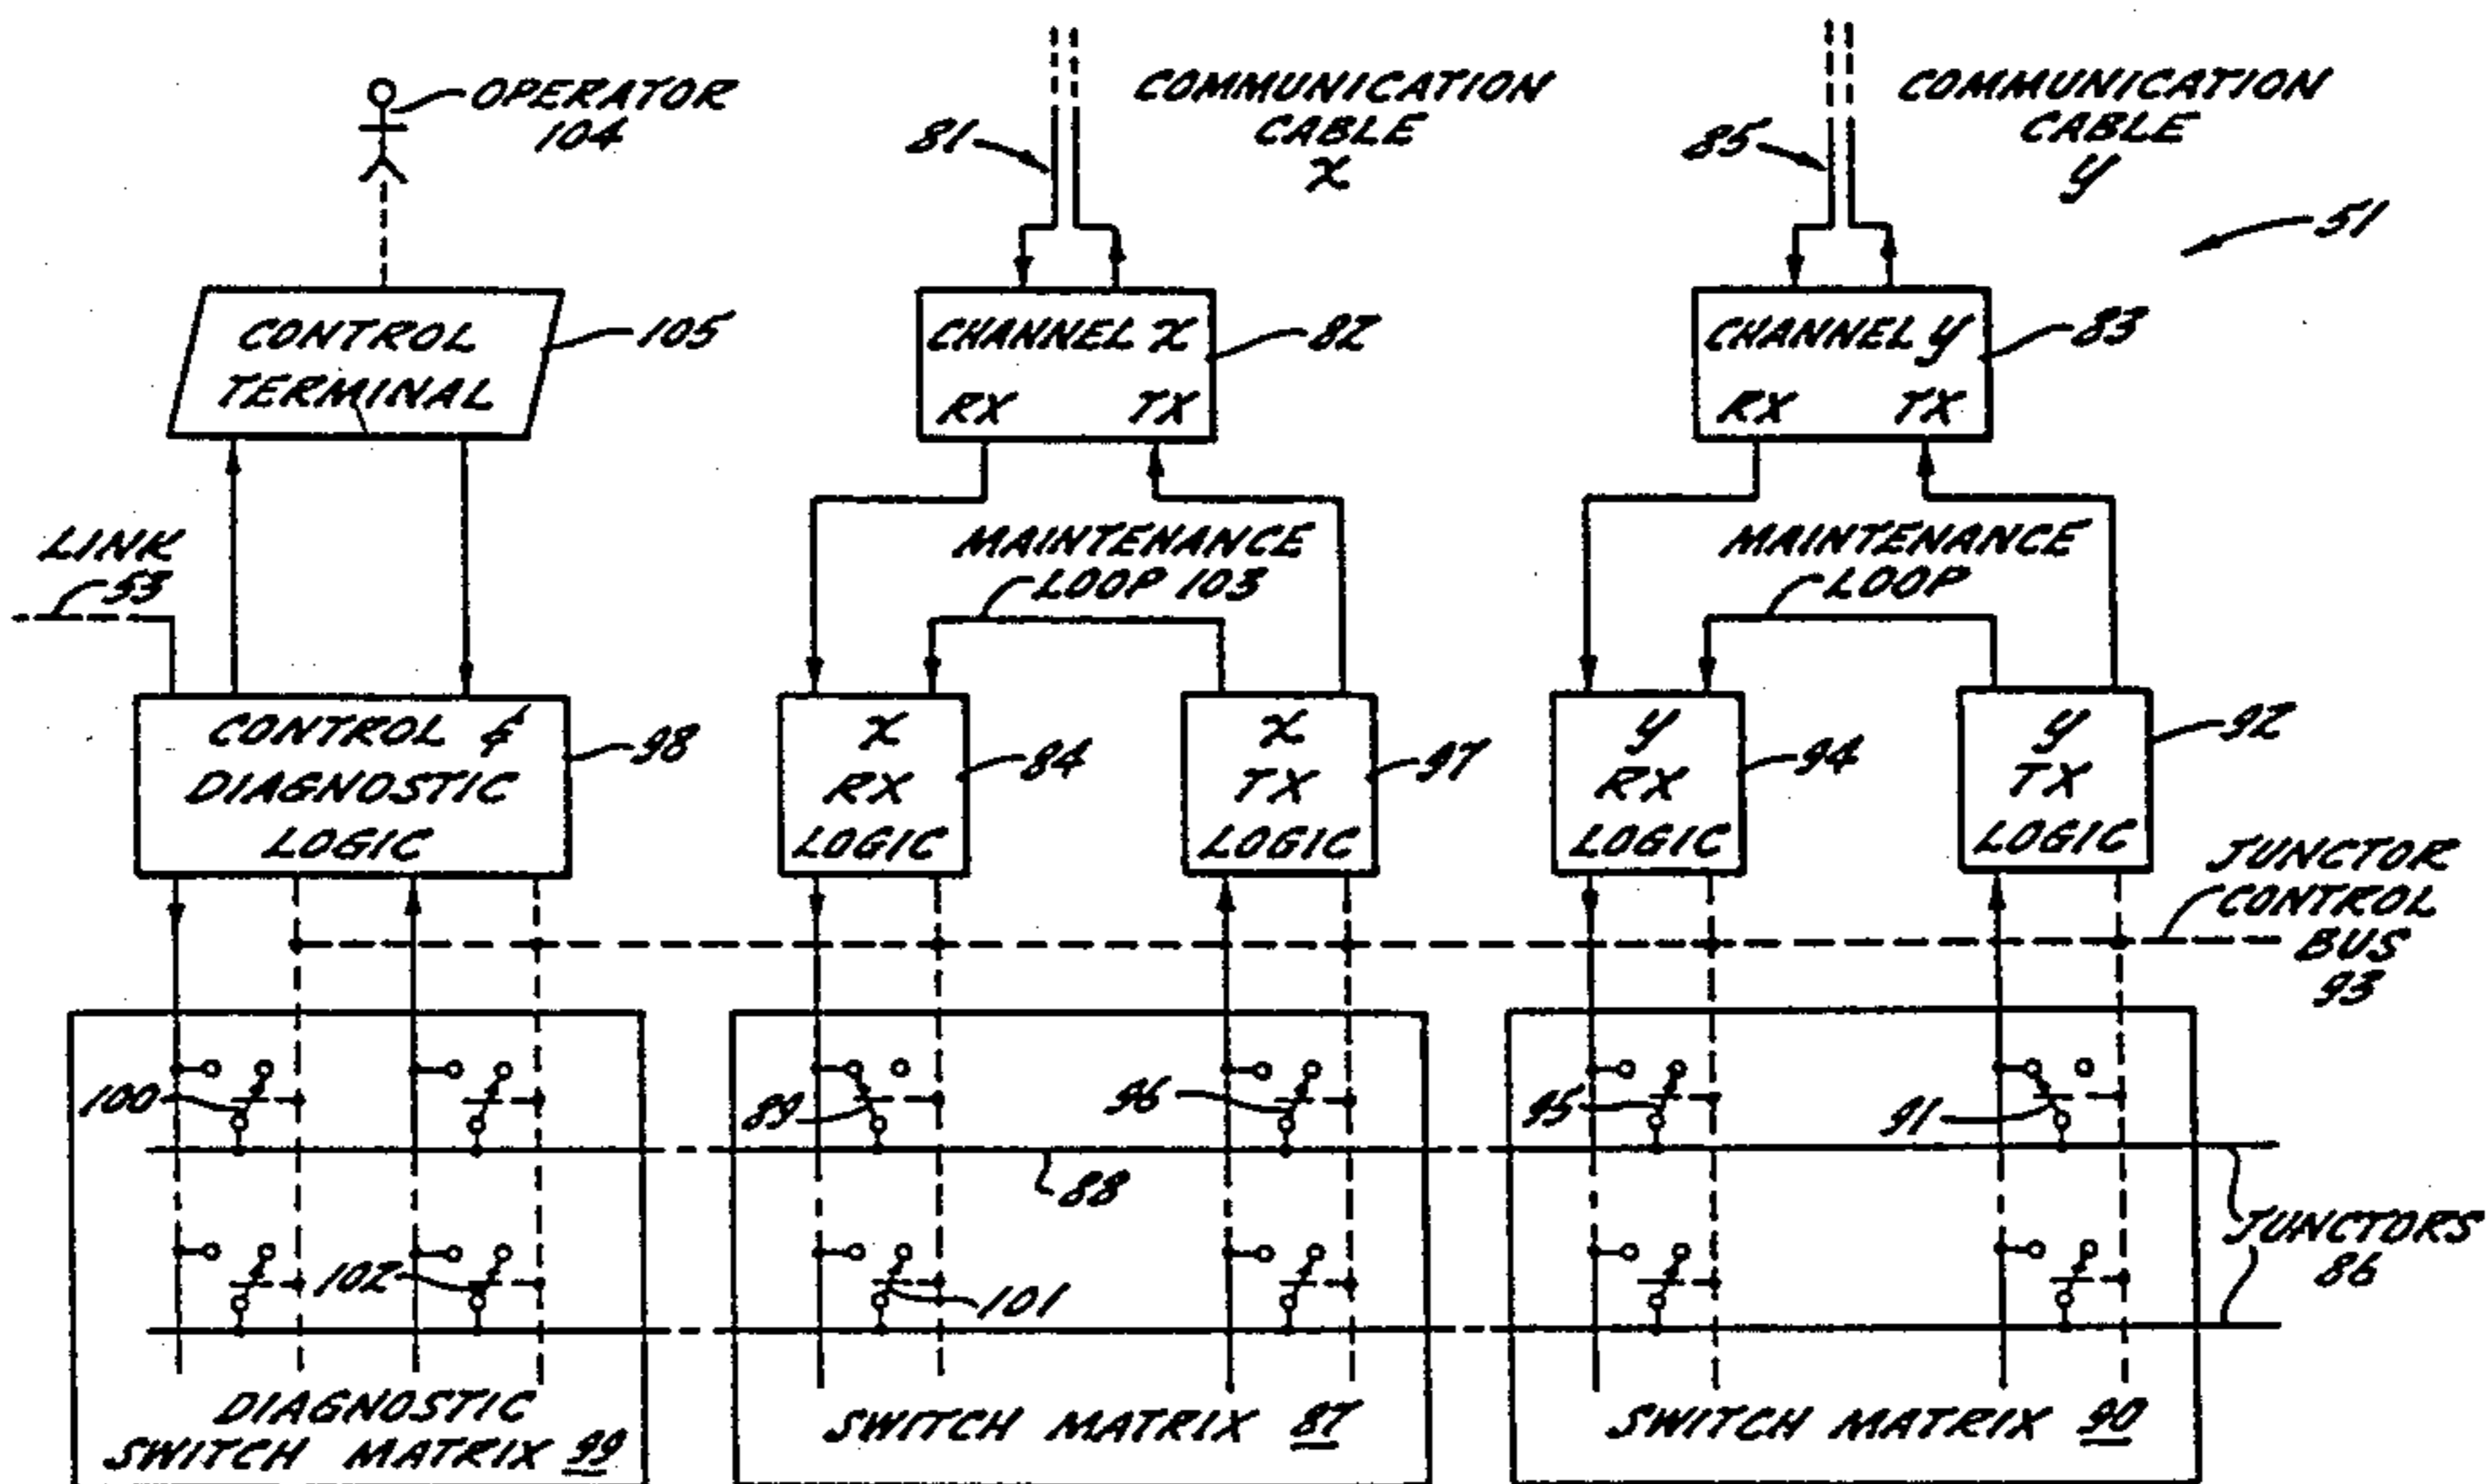 OPERATOR
104
81
COMMUNICATION
CABLE
X
85
COMMUNICATION
CABLE
Y
51
CONTROL
TERMINAL
105
CHANNEL X
RX TX
82
CHANNEL Y
RX TX
83
LINK
53
MAINTENANCE
LOOP 103
MAINTENANCE
LOOP
CONTROL &
DIAGNOSTIC
LOGIC
98
X
RX
LOGIC
84
X
TX
LOGIC
97
Y
RX
LOGIC
94
Y
TX
LOGIC
92
JUNCTOR
CONTROL
BUS
93
100
89
96
95
91
88
102
101
JUNCTORS
86
DIAGNOSTIC
SWITCH MATRIX 99
SWITCH MATRIX 87
SWITCH MATRIX 90